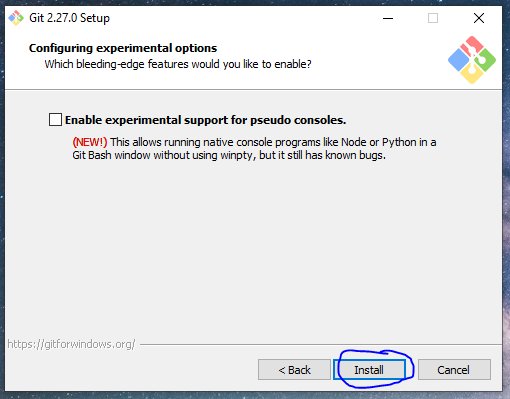 Git 2.27.0 Setup
Configuring experimental options
Which bleeding-edge features would you like to enable?
Enable experimental support for pseudo consoles.
(NEW!) This allows running native console programs like Node or Python in a
Git Bash window without using winpty, but it still has known bugs.
https://gitforwindows.org/
< Back
Install
Cancel